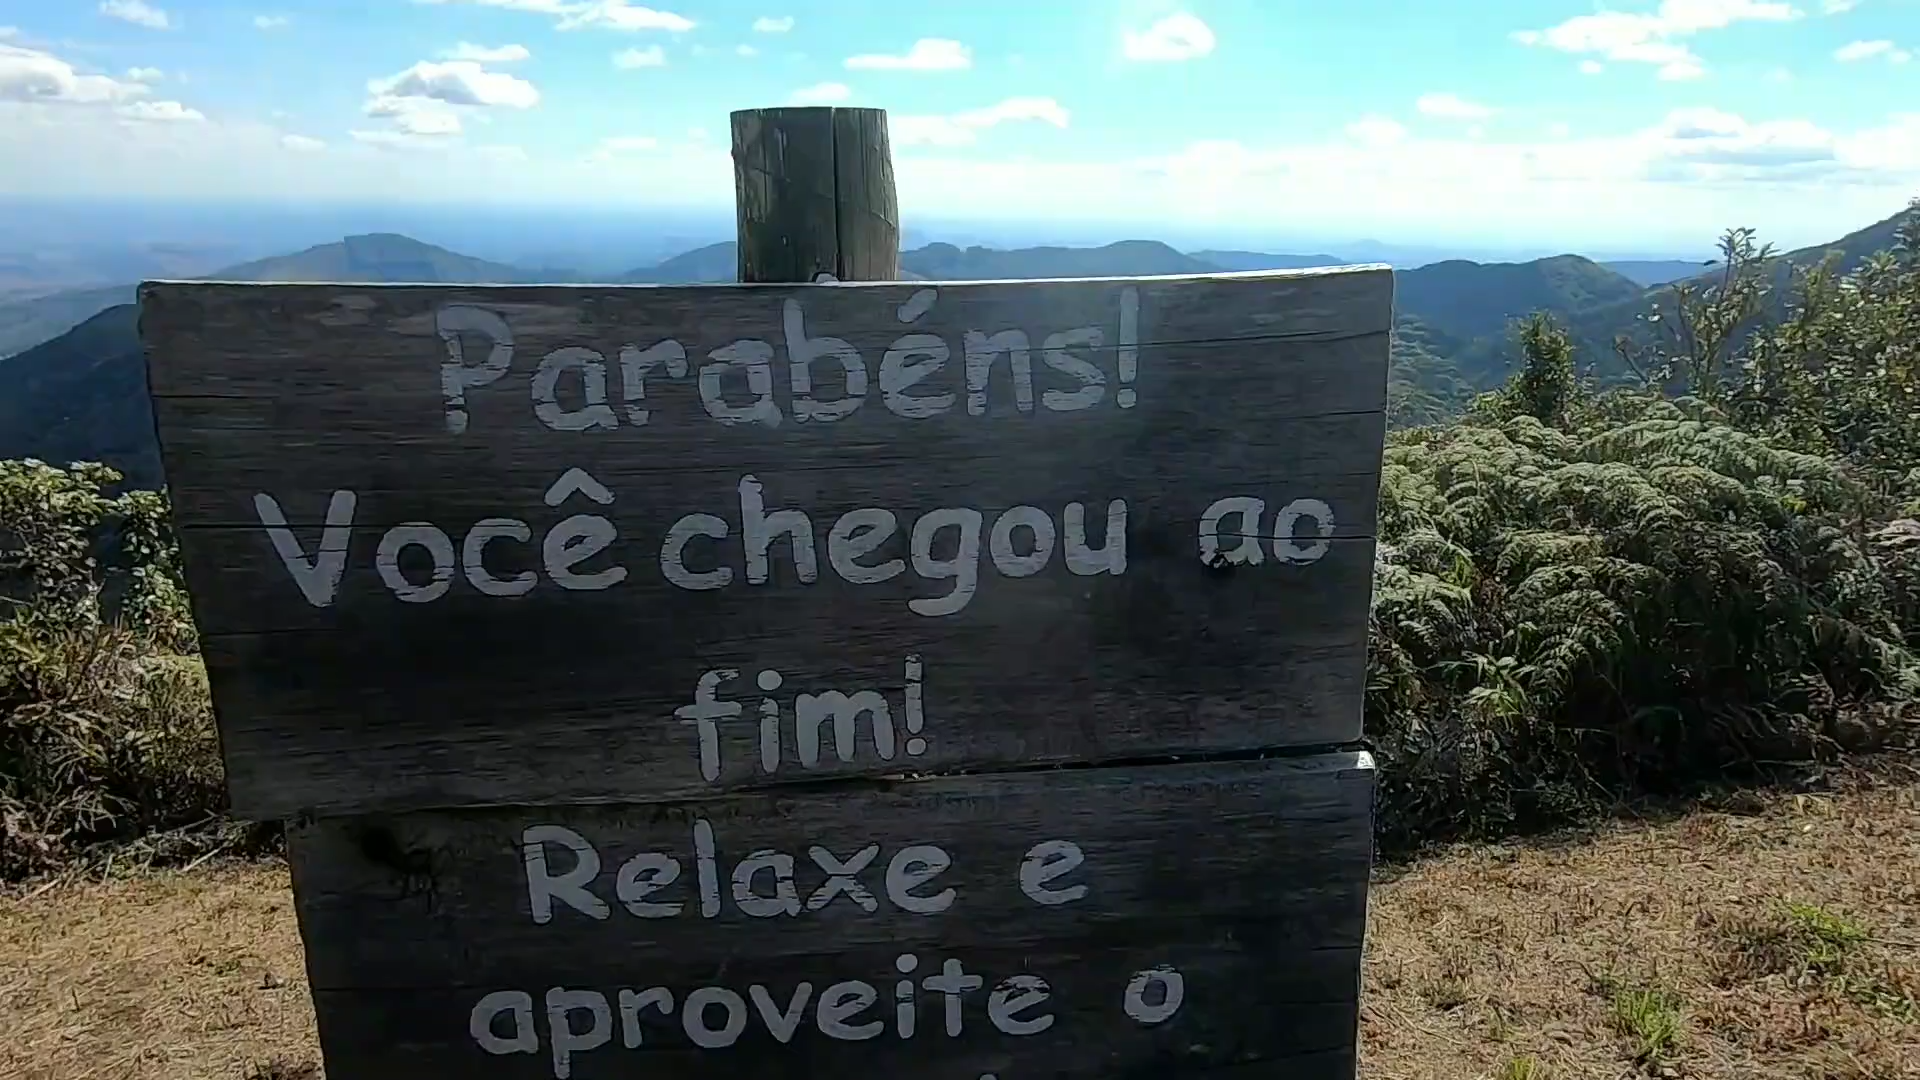 Parabéns!
Você chegou ao
fim!
Relaxe e
aproveite o